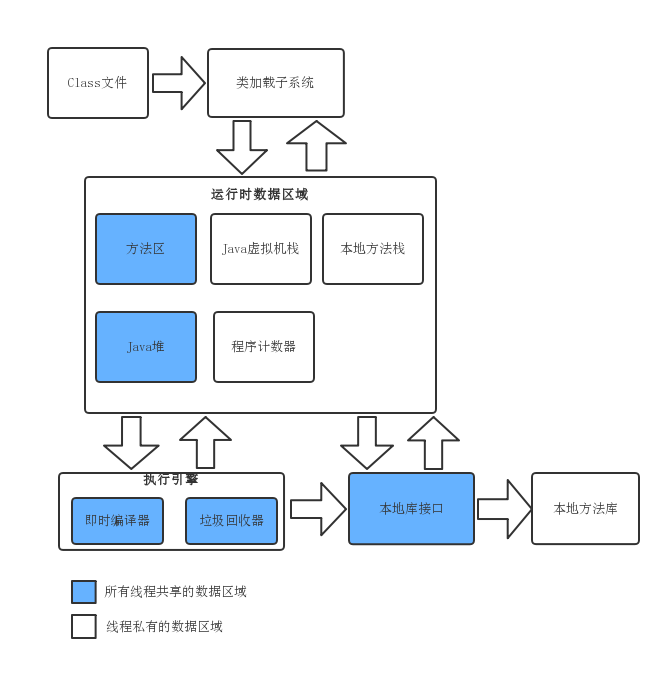 Class文件
类加载子系统
运行时数据区域
方法区
Java虚拟机栈
本地方法栈
Java堆
程序计数器
执行引擎
即时编译器
垃圾回收器
本地库接口
本地方法库
所有线程共享的数据区域
线程私有的数据区域